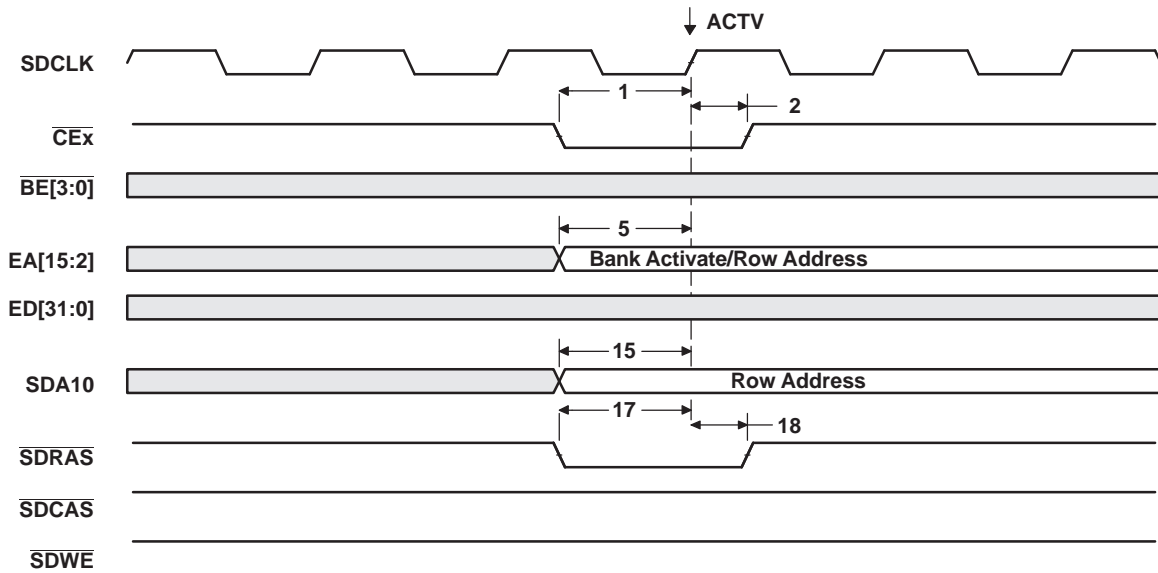 ACTV
SDCLK
1
2
CEx
BE[3:0]
5
EA[15:2]
Bank Activate/Row Address
ED[31:0]
15
SDA10
Row Address
17
18
SDRAS
SDCAS
SDWE